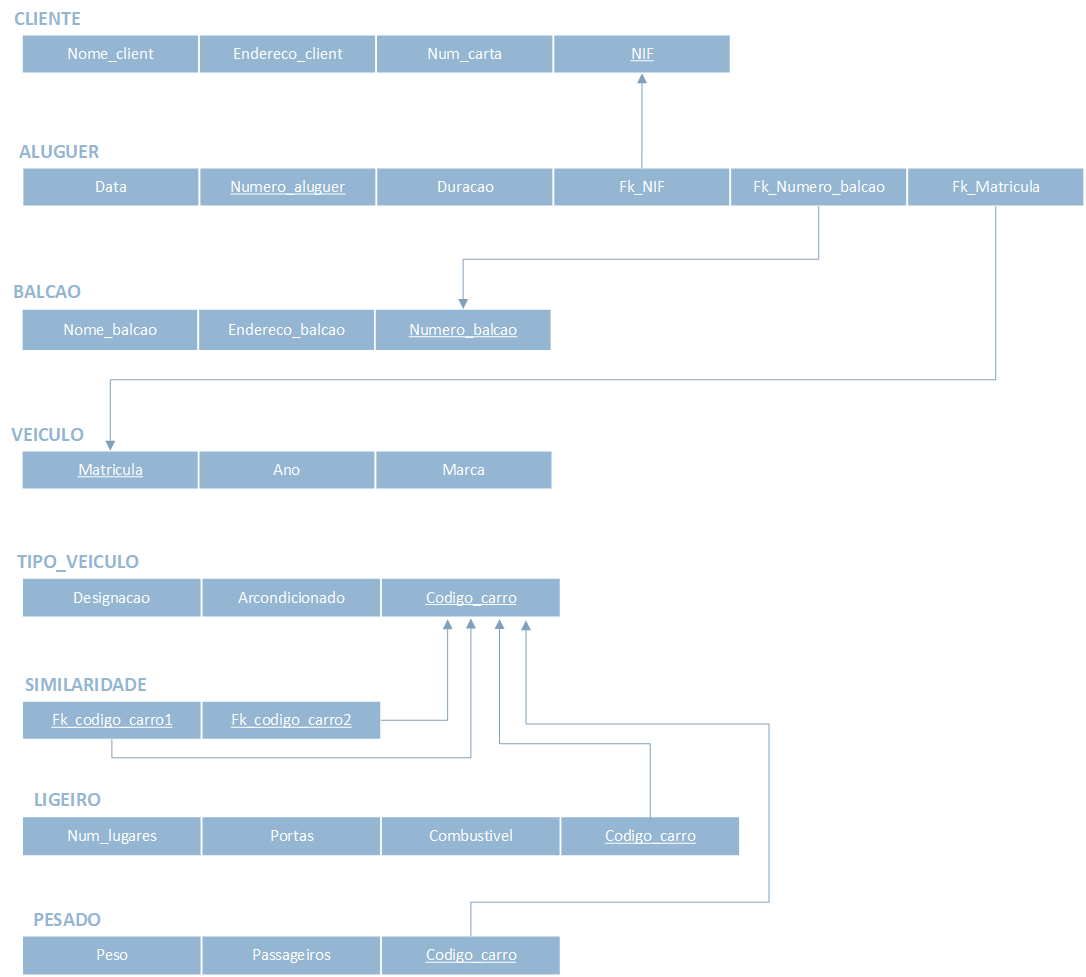 CLIENTE
Nome_client Endereco_client Num_carta NIF
ALUGUER
Data Numero_aluguer Duracao Fk_NIF Fk_Numero_balcao Fk_Matricula
BALCAO
Nome_balcao Endereco_balcao Numero_balcao
VEICULO
Matricula Ano Marca
TIPO_VEICULO
Designacao Arcondicionado Codigo_carro
SIMILARIDADE
Fk_codigo_carro1 Fk_codigo_carro2
LIGEIRO
Num_lugares Portas Combustivel Codigo_carro
PESADO
Peso Passageiros Codigo_carro